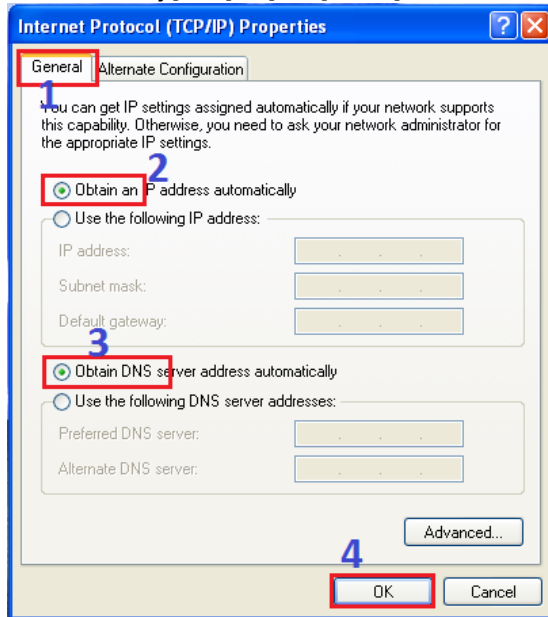 Internet Protocol (TCP/IP) Properties
General Alternate Configuration
1
You can get IP settings assigned automatically if your network supports
this capability. Otherwise, you need to ask your network administrator for
the appropriate IP settings.
2
Obtain an IP address automatically
Use the following IP address:
IP address:
Subnet mask:
Default gateway:
3
Obtain DNS server address automatically
Use the following DNS server addresses:
Preferred DNS server:
Alternate DNS server:
Advanced...
4
OK Cancel